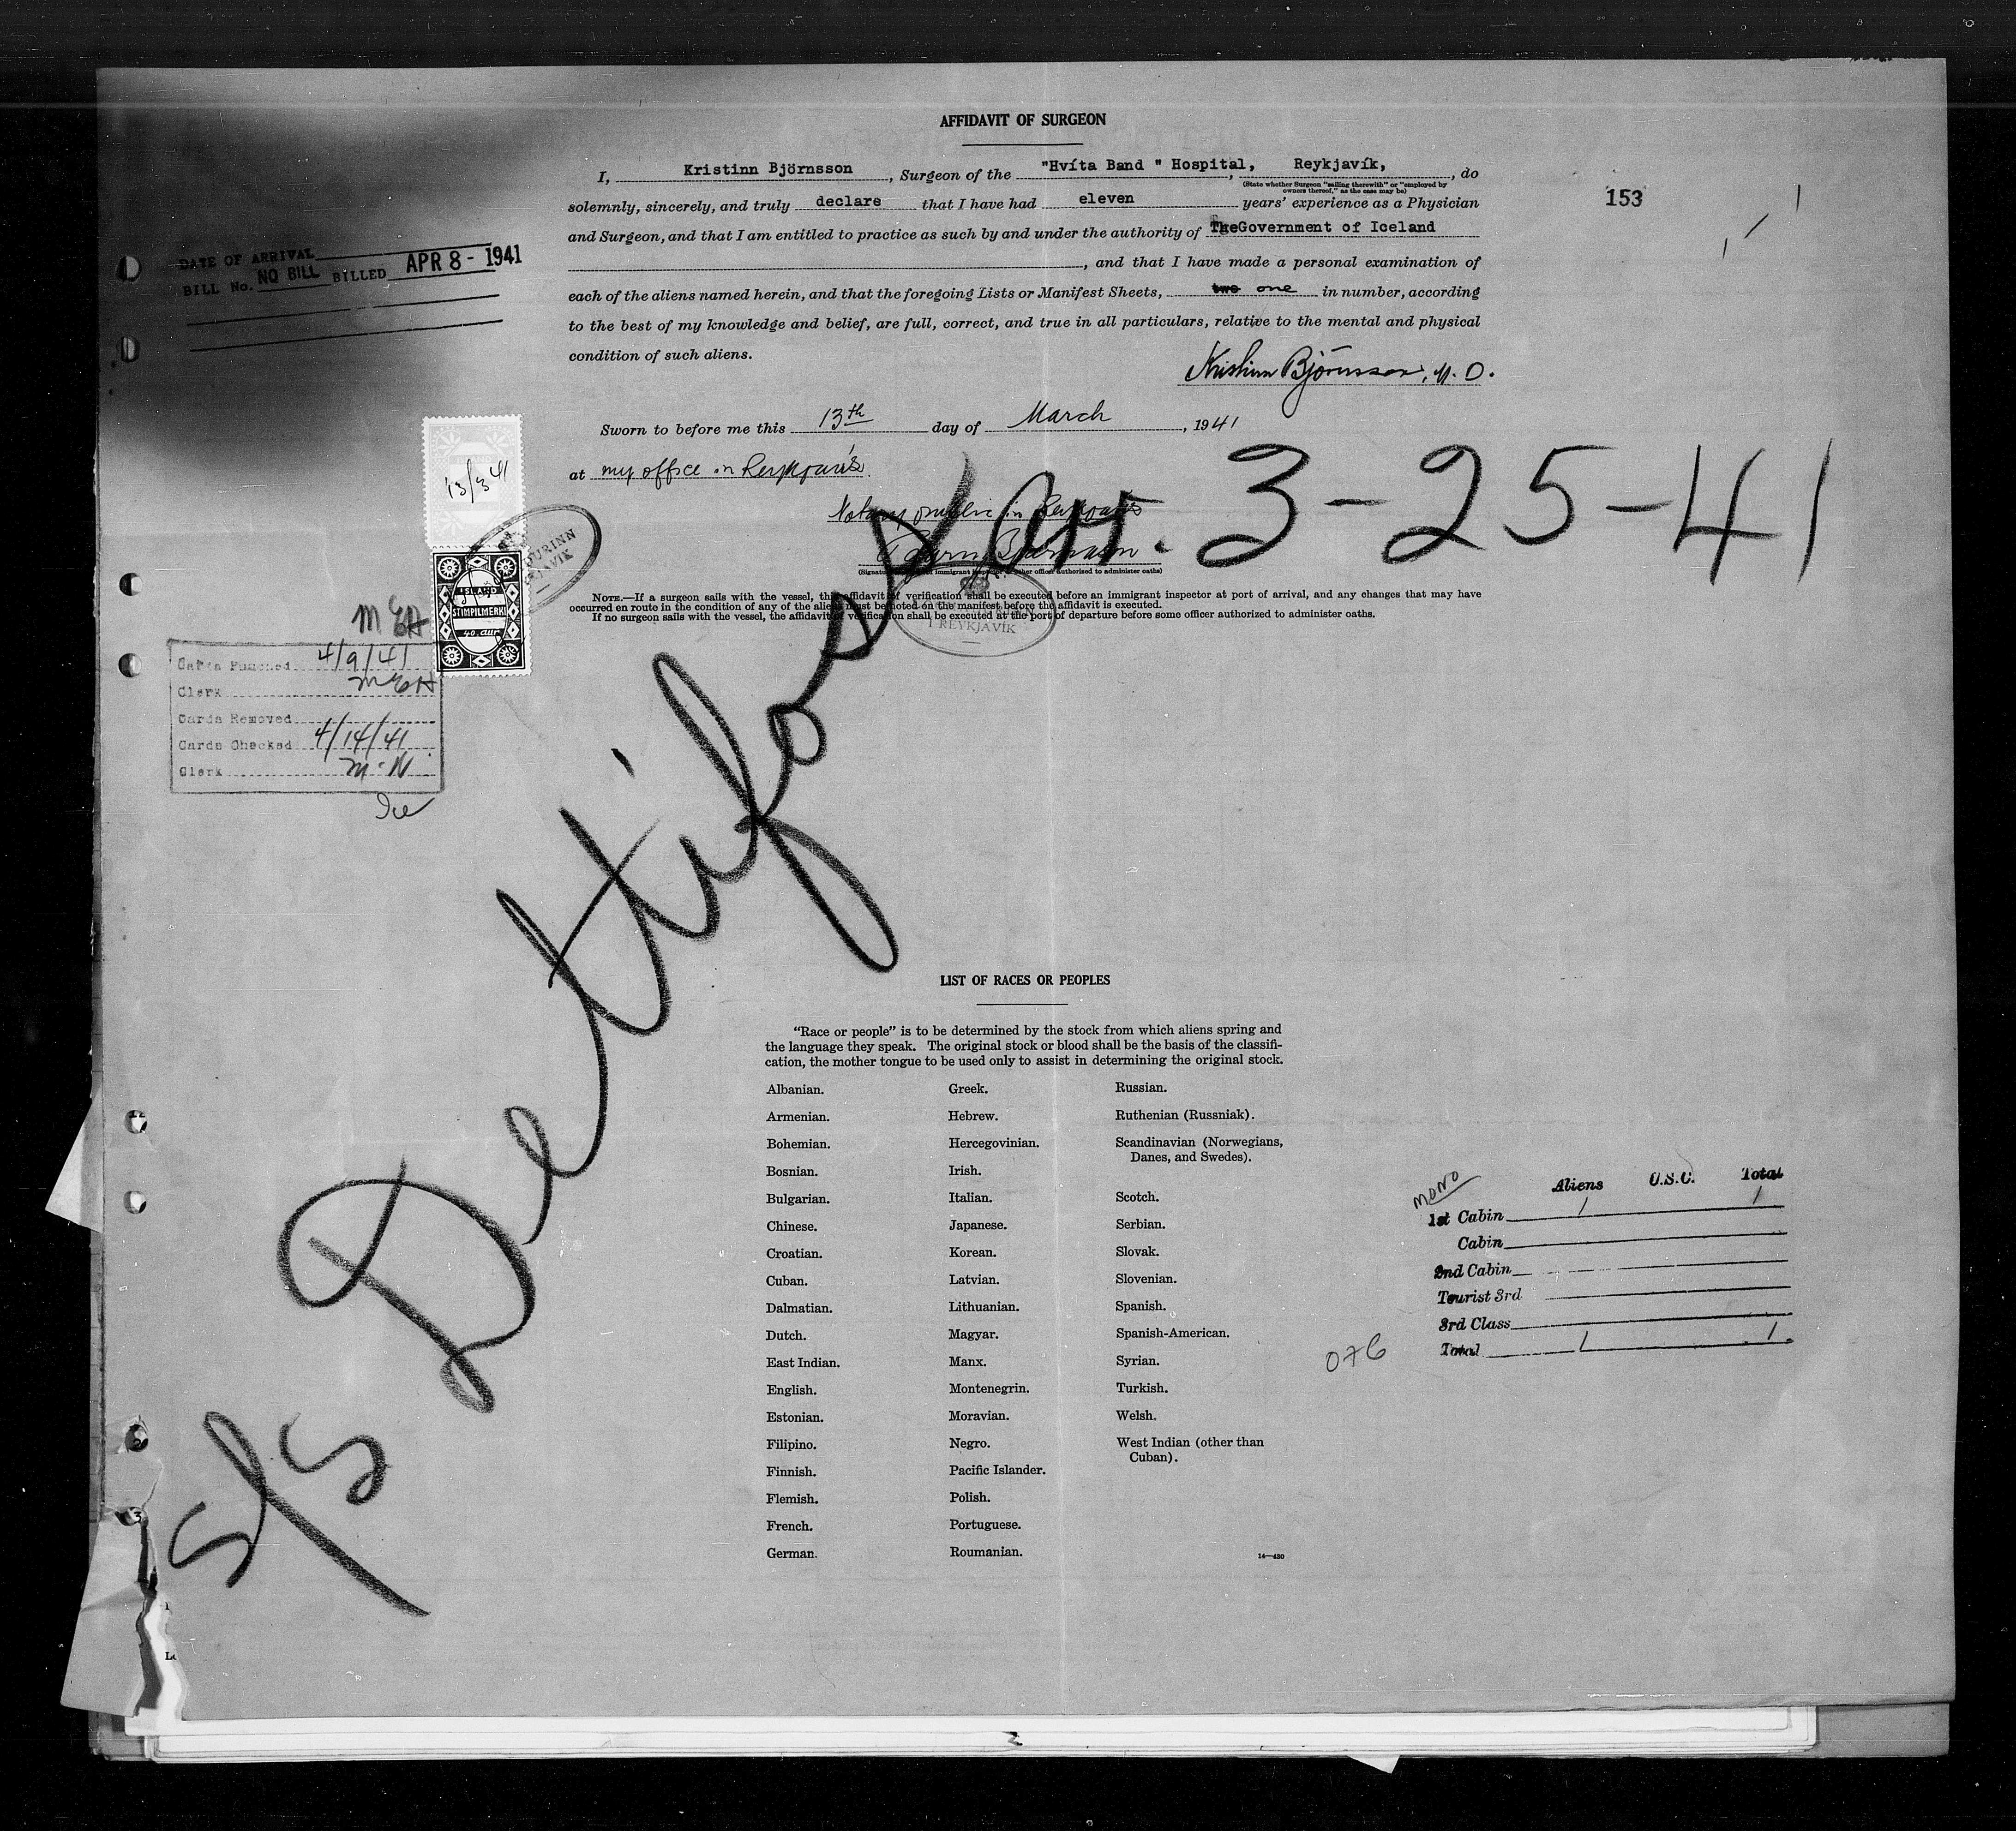 AFFIDAVIT OF SURGEON
I, Kristinn Björnsson, Surgeon of the "Hvíta Band " Hospital, Reykjavík, do
(State whether Surgeon "sailing therewith" or "employed by
owners thereof," as the case may be)
solemnly, sincerely, and truly declare that I have had eleven years' experience as a Physician
and Surgeon, and that I am entitled to practice as such by and under the authority of TheGovernment of Iceland
, and that I have made a personal examination of
each of the aliens named herein, and that the foregoing Lists or Manifest Sheets, two one in number, according
to the best of my knowledge and belief, are full, correct, and true in all particulars, relative to the mental and physical
condition of such aliens.
Kristinn Björnsson, M. D.
153
DATE OF ARRIVAL
BILL No. NO BILL BILLED APR 8 - 1941
Sworn to before me this 13th day of March, 1941
at my office in Reykjavík
Notary public in Reykjavík
13/3 41
ÍSLAND
STIMPILMERKI
40 aur
Arr. 3-25-41
NOTE.—If a surgeon sails with the vessel, this affidavit of verification shall be executed before an immigrant inspector at port of arrival, and any changes that may have
occurred en route in the condition of any of the aliens must be noted on the manifest before the affidavit is executed.
If no surgeon sails with the vessel, the affidavit of verification shall be executed at the port of departure before some officer authorized to administer oaths.
Í REYKJAVÍK
MEH
Cards Punched 4/9/41
Clerk MEH
Cards Removed
Cards Checked 4/14/41
Clerk M-N
Ice
S/S Dettifoss
LIST OF RACES OR PEOPLES
"Race or people" is to be determined by the stock from which aliens spring and
the language they speak. The original stock or blood shall be the basis of the classifi-
cation, the mother tongue to be used only to assist in determining the original stock.
Albanian.
Armenian.
Bohemian.
Bosnian.
Bulgarian.
Chinese.
Croatian.
Cuban.
Dalmatian.
Dutch.
East Indian.
English.
Estonian.
Filipino.
Finnish.
Flemish.
French.
German.
Greek.
Hebrew.
Hercegovinian.
Irish.
Italian.
Japanese.
Korean.
Latvian.
Lithuanian.
Magyar.
Manx.
Montenegrin.
Moravian.
Negro.
Pacific Islander.
Polish.
Portuguese.
Roumanian.
Russian.
Ruthenian (Russniak).
Scandinavian (Norwegians,
Danes, and Swedes).
Scotch.
Serbian.
Slovak.
Slovenian.
Spanish.
Spanish-American.
Syrian.
Turkish.
Welsh.
West Indian (other than
Cuban).
14—430
MONO
Aliens U.S.C. Total
1st Cabin 1 1
Cabin
2nd Cabin
Tourist 3rd
3rd Class
Total 1 1
076